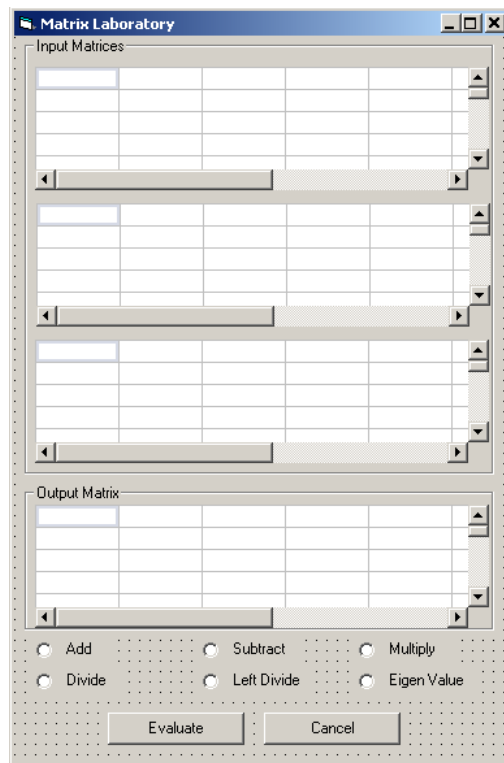 Matrix Laboratory
Input Matrices
Output Matrix
Add Subtract Multiply
Divide Left Divide Eigen Value
Evaluate Cancel